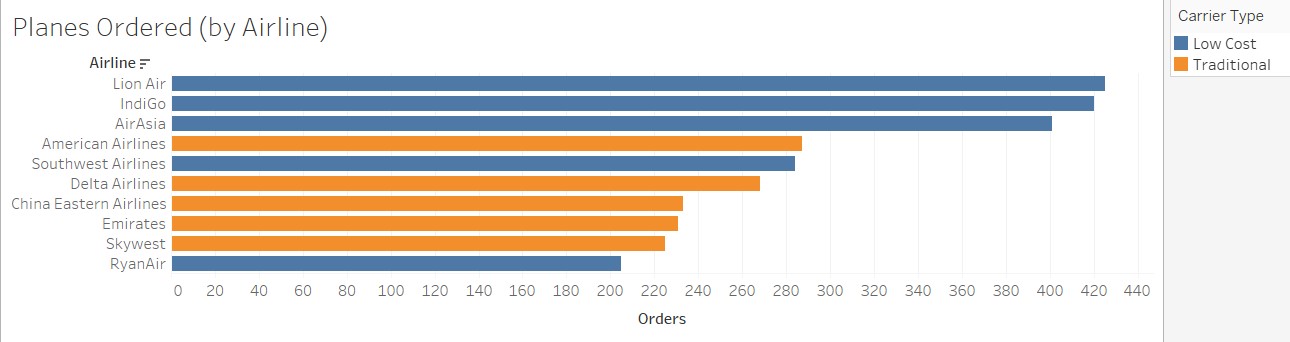 Planes Ordered (by Airline)
Carrier Type
Low Cost
Traditional
Airline
Lion Air
IndiGo
AirAsia
American Airlines
Southwest Airlines
Delta Airlines
China Eastern Airlines
Emirates
Skywest
RyanAir
0 20 40 60 80 100 120 140 160 180 200 220 240 260 280 300 320 340 360 380 400 420 440
Orders